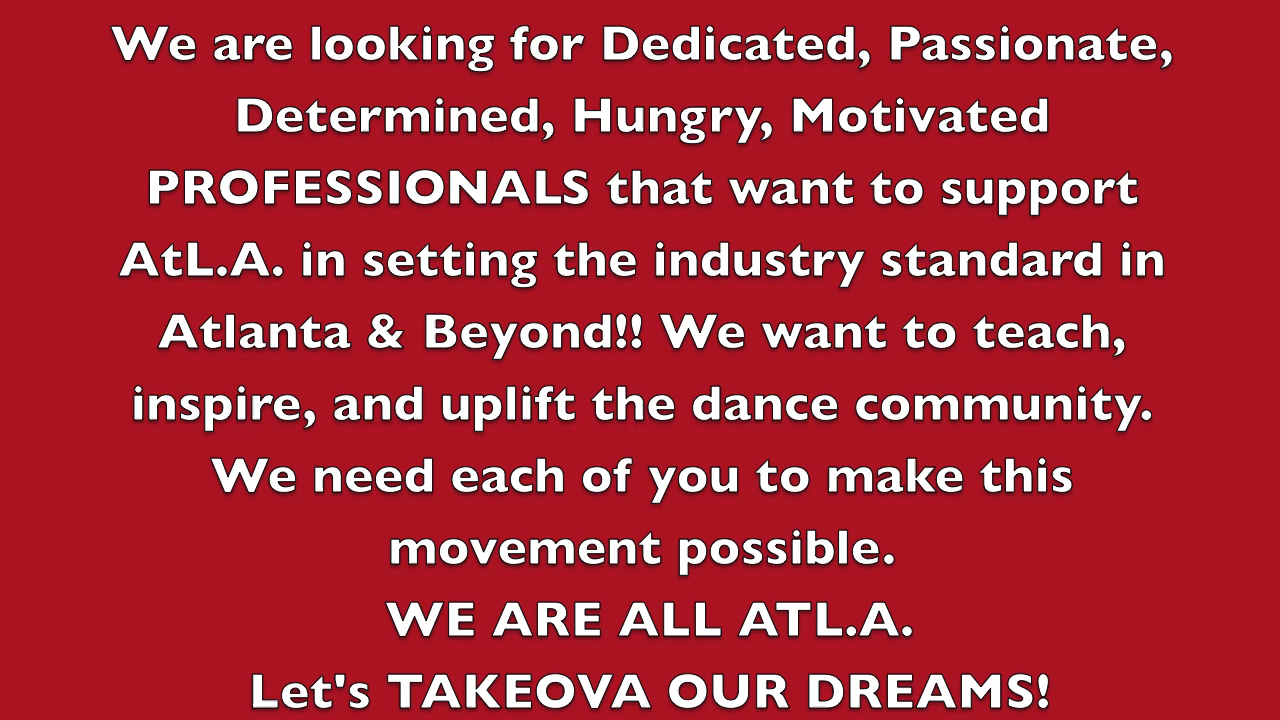 We are looking for Dedicated, Passionate,
Determined, Hungry, Motivated
PROFESSIONALS that want to support
AtL.A. in setting the industry standard in
Atlanta & Beyond!! We want to teach,
inspire, and uplift the dance community.
We need each of you to make this
movement possible.
WE ARE ALL ATL.A.
Let's TAKEOVA OUR DREAMS!